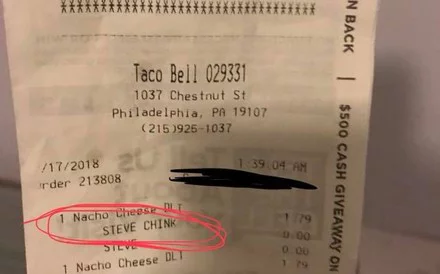 XXXXXXXXXXXXXXXXXXXXXXXXXXXXX
Taco Bell 029331
1037 Chestnut St
Philadelphia, PA 19107
(215)925-1037
/17/2018 1:39:04 AM
rder 213808
1 Nacho Cheese DLT 1.79
STEVE CHINK 0.00
STEVE 0.00
1 Nacho Cheese DLT 1.79
N BACK | $500 CASH GIVEAWAY ON